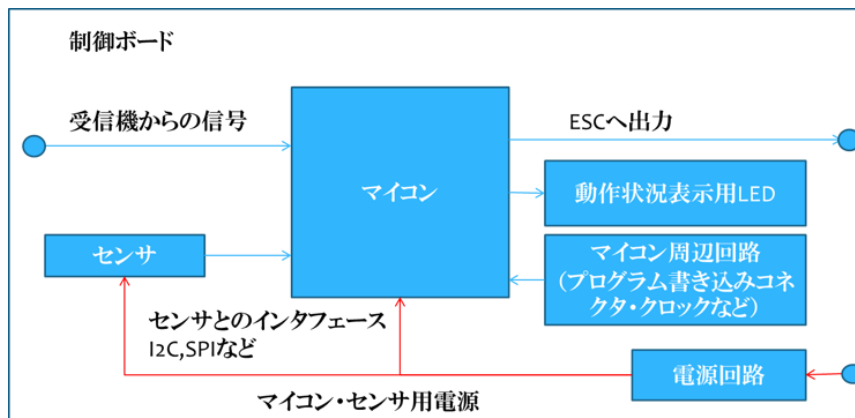 制御ボード
受信機からの信号
ESCへ出力
マイコン
動作状況表示用LED
センサ
マイコン周辺回路
(プログラム書き込みコネ
クタ・クロックなど)
センサとのインタフェース
I2C,SPIなど
電源回路
マイコン・センサ用電源